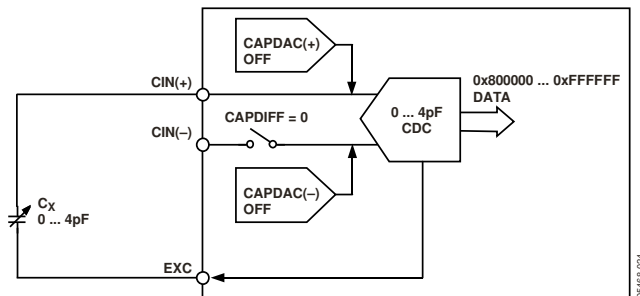 CAPDAC(+)
OFF
CIN(+)
0x800000 ... 0xFFFFFF
DATA
CAPDIFF = 0
0 ... 4pF
CDC
CIN(–)
CAPDAC(–)
OFF
CX
0 ... 4pF
EXC